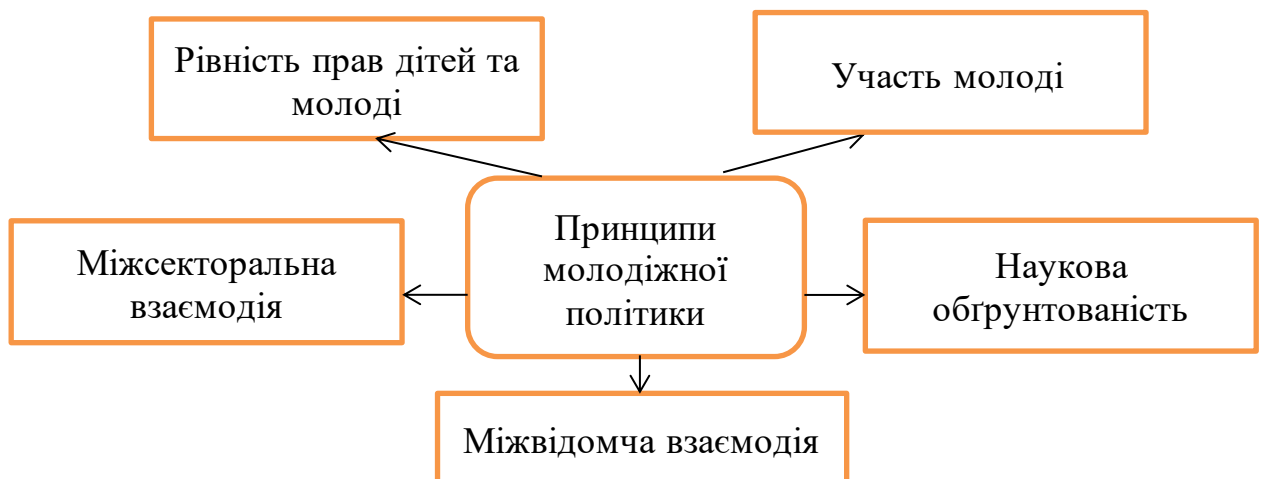 Рівність прав дітей та
молоді
Участь молоді
Принципи
молодіжної
політики
Міжсекторальна
взаємодія
Наукова
обґрунтованість
Міжвідомча взаємодія